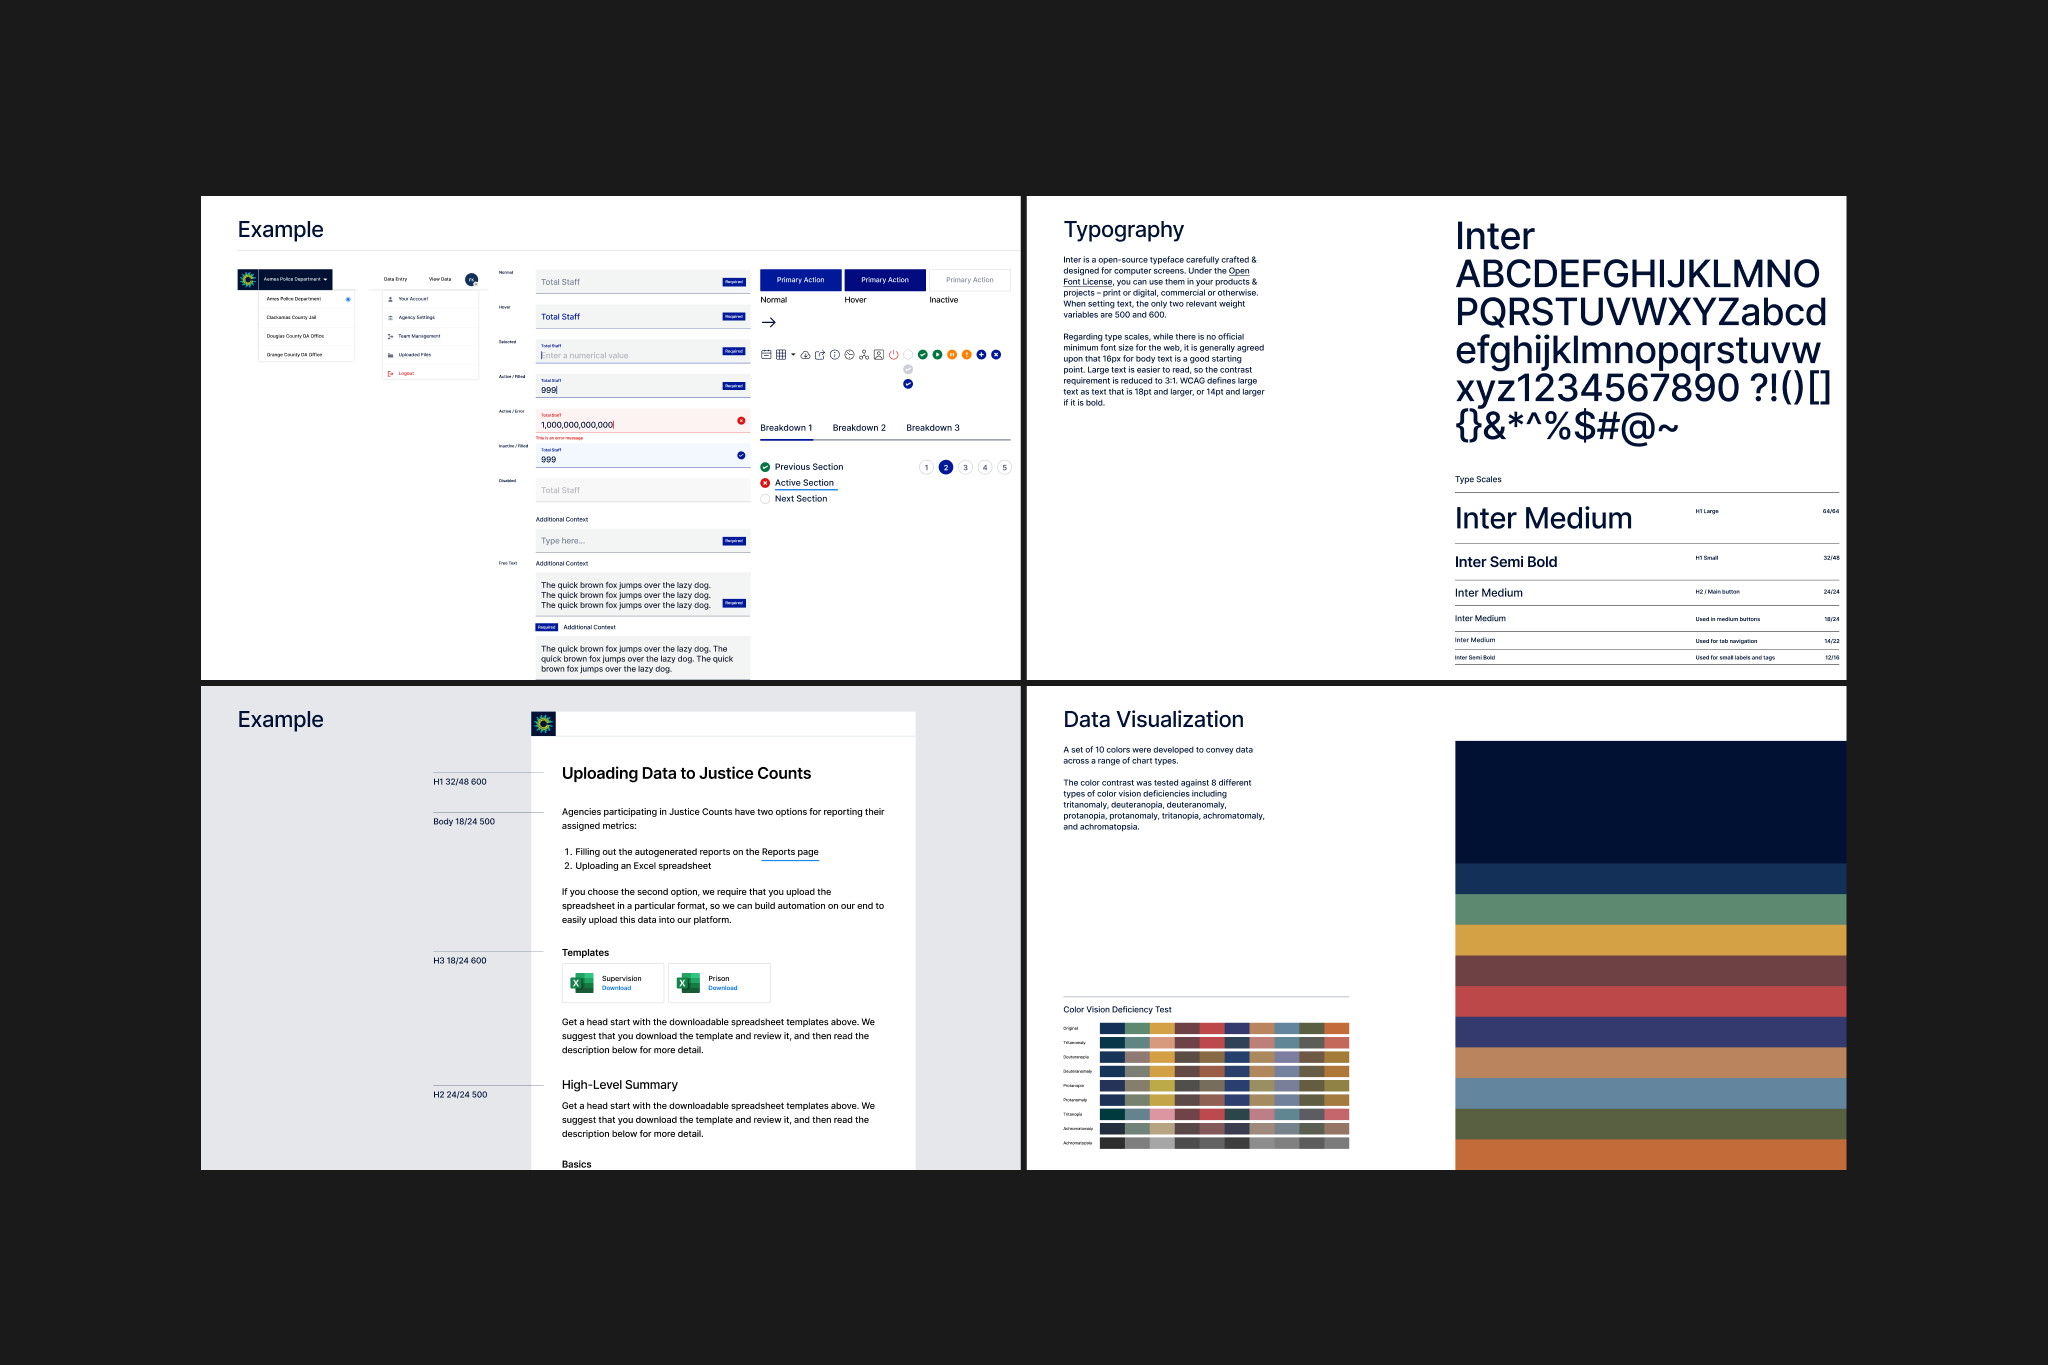 Example
Asmes Police Department
Ames Police Department
Clackamas County Jail
Douglas County DA Office
Orange County DA Office
Data Entry
View Data
FK
Your Account
Agency Settings
Team Management
Uploaded Files
Logout
Normal
Total Staff
Required
Hover
Total Staff
Required
Selected
Total Staff
Enter a numerical value
Required
Active / Filled
Total Staff
999
Required
Active / Error
Total Staff
1,000,000,000,000
This is an error message
Inactive / Filled
Total Staff
999
Disabled
Total Staff
Additional Context
Type here...
Required
Free Text
Additional Context
The quick brown fox jumps over the lazy dog.
The quick brown fox jumps over the lazy dog.
The quick brown fox jumps over the lazy dog.
Required
Required
Additional Context
The quick brown fox jumps over the lazy dog. The
quick brown fox jumps over the lazy dog. The quick
brown fox jumps over the lazy dog.
Primary Action
Primary Action
Primary Action
Normal
Hover
Inactive
Breakdown 1
Breakdown 2
Breakdown 3
Previous Section
Active Section
Next Section
1 2 3 4 5
Typography
Inter is a open-source typeface carefully crafted &
designed for computer screens. Under the Open
Font License, you can use them in your products &
projects – print or digital, commercial or otherwise.
When setting text, the only two relevant weight
variables are 500 and 600.
Regarding type scales, while there is no official
minimum font size for the web, it is generally agreed
upon that 16px for body text is a good starting
point. Large text is easier to read, so the contrast
requirement is reduced to 3:1. WCAG defines large
text as text that is 18pt and larger, or 14pt and larger
if it is bold.
Inter
ABCDEFGHIJKLMNO
PQRSTUVWXYZabcd
efghijklmnopqrstuvw
xyz1234567890 ?!()[]
{}&*^%$#@~
Type Scales
Inter Medium
H1 Large
64/64
Inter Semi Bold
H1 Small
32/48
Inter Medium
H2 / Main button
24/24
Inter Medium
Used in medium buttons
18/24
Inter Medium
Used for tab navigation
14/22
Inter Semi Bold
Used for small labels and tags
12/16
Example
H1 32/48 600
Body 18/24 500
H3 18/24 600
H2 24/24 500
Uploading Data to Justice Counts
Agencies participating in Justice Counts have two options for reporting their
assigned metrics:
1. Filling out the autogenerated reports on the Reports page
2. Uploading an Excel spreadsheet
If you choose the second option, we require that you upload the
spreadsheet in a particular format, so we can build automation on our end to
easily upload this data into our platform.
Templates
Supervision
Download
Prison
Download
Get a head start with the downloadable spreadsheet templates above. We
suggest that you download the template and review it, and then read the
description below for more detail.
High-Level Summary
Get a head start with the downloadable spreadsheet templates above. We
suggest that you download the template and review it, and then read the
description below for more detail.
Basics
Data Visualization
A set of 10 colors were developed to convey data
across a range of chart types.
The color contrast was tested against 8 different
types of color vision deficiencies including
tritanomaly, deuteranopia, deuteranomaly,
protanopia, protanomaly, tritanopia, achromatomaly,
and achromatopsia.
Color Vision Deficiency Test
Original
Tritanomaly
Deuteranopia
Deuteranomaly
Protanopia
Protanomaly
Tritanopia
Achromatomaly
Achromatopsia